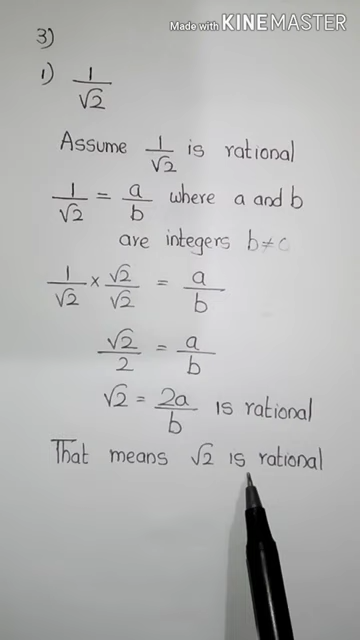 Made with KINEMASTER
3)
1) 1/√2
Assume 1/√2 is rational
1/√2 = a/b where a and b
are integers b≠0
1/√2 × √2/√2 = a/b
√2/2 = a/b
√2 = 2a/b is rational
That means √2 is rational